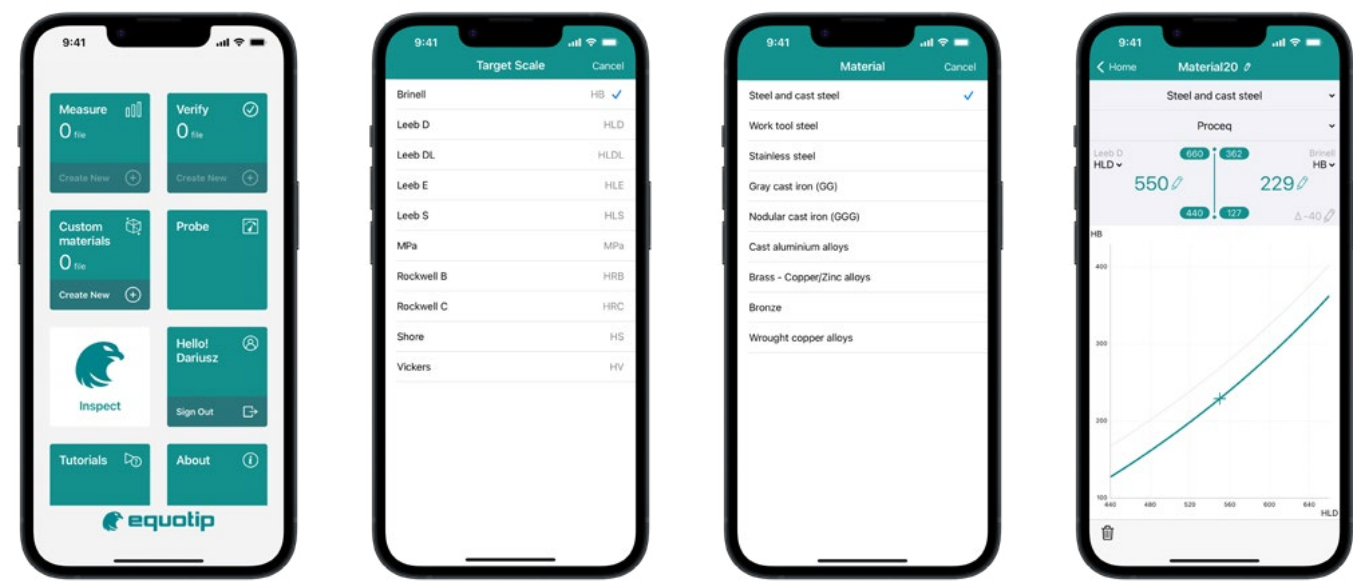 9:41
Measure
0 file
Create New
Verify
0 file
Create New
Custom
materials
0 file
Create New
Probe
Inspect
Hello!
Dariusz
Sign Out
Tutorials
About
equotip
9:41
Target Scale Cancel
Brinell HB
Leeb D HLD
Leeb DL HLDL
Leeb E HLE
Leeb S HLS
MPa MPa
Rockwell B HRB
Rockwell C HRC
Shore HS
Vickers HV
9:41
Material Cancel
Steel and cast steel
Work tool steel
Stainless steel
Gray cast iron (GG)
Nodular cast iron (GGG)
Cast aluminium alloys
Brass - Copper/Zinc alloys
Bronze
Wrought copper alloys
9:41
Home Material20
Steel and cast steel
Proceq
Leeb D 660 362 Brinell
HLD HB
550 229
440 127 Δ-40
HB
400
300
200
100
440 480 520 560 600 640
HLD